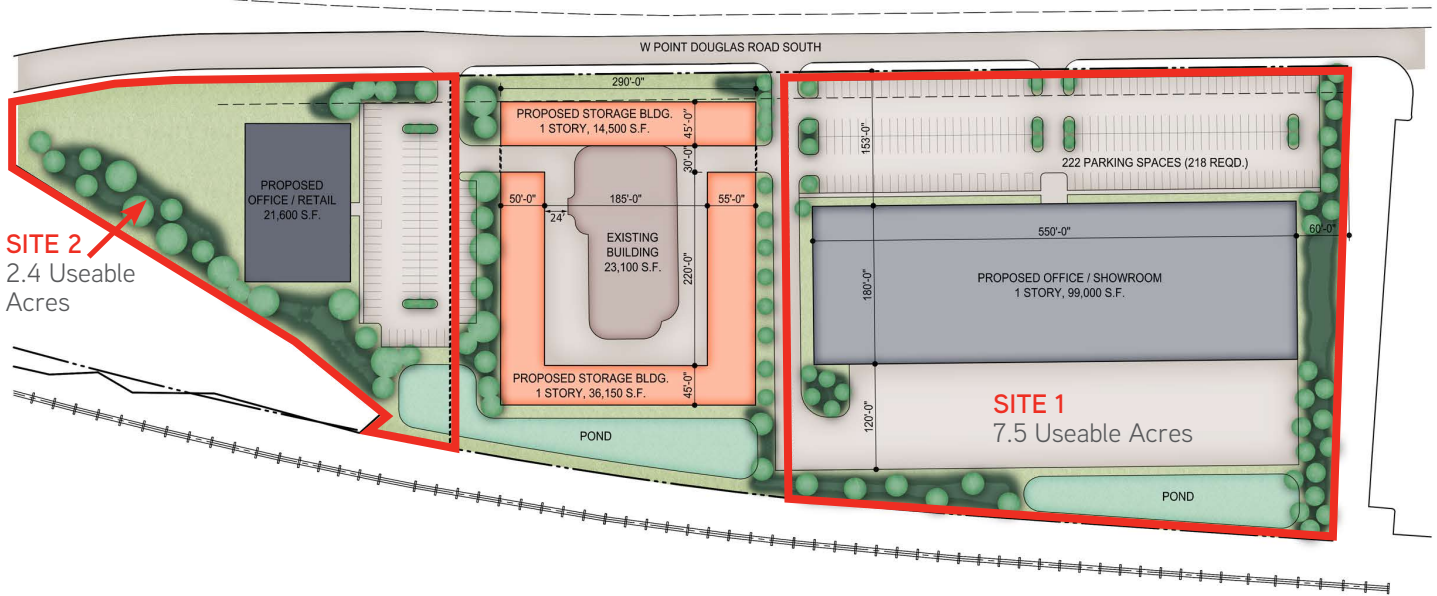 W POINT DOUGLAS ROAD SOUTH
290'-0"
PROPOSED STORAGE BLDG.
1 STORY, 14,500 S.F.
45'-0"
30'-0"
153'-0"
222 PARKING SPACES (218 REQD.)
PROPOSED
OFFICE / RETAIL
21,600 S.F.
50'-0"
185'-0"
55'-0"
24'
EXISTING
BUILDING
23,100 S.F.
220'-0"
550'-0"
60'-0"
SITE 2
2.4 Useable
Acres
180'-0"
PROPOSED OFFICE / SHOWROOM
1 STORY, 99,000 S.F.
PROPOSED STORAGE BLDG.
1 STORY, 36,150 S.F.
45'-0"
120'-0"
SITE 1
7.5 Useable Acres
POND
POND